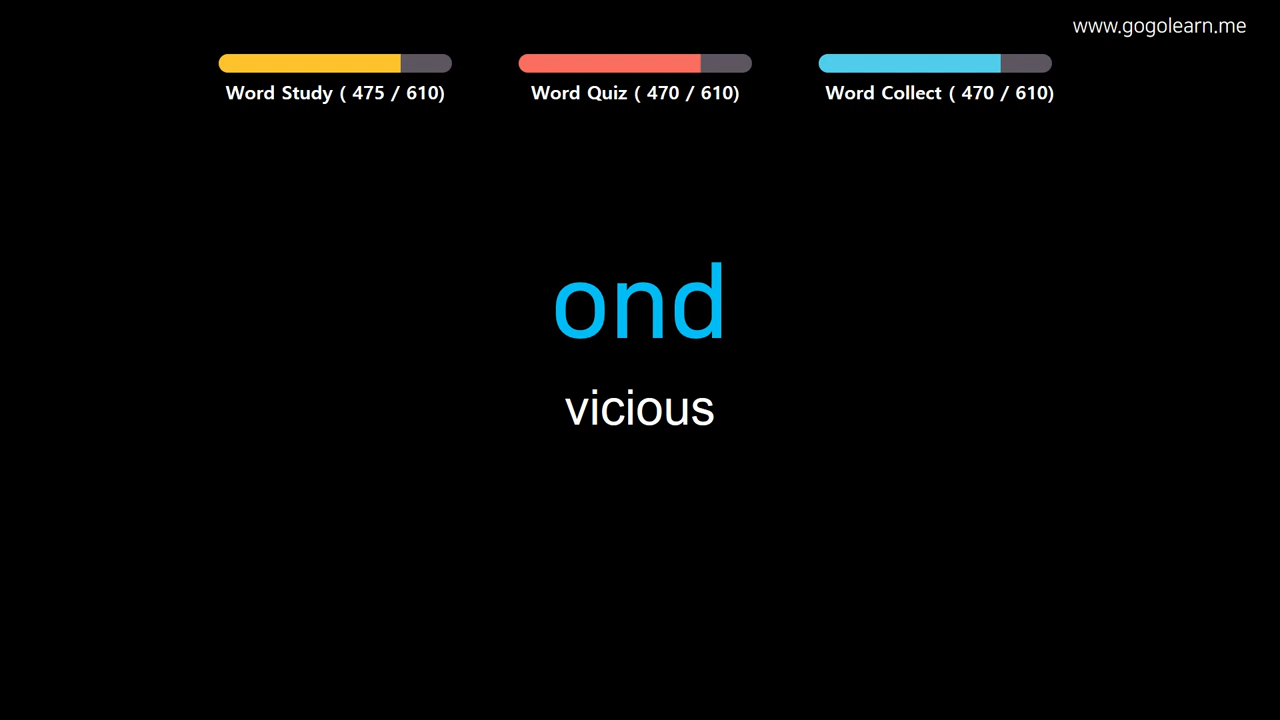 www.gogolearn.me
Word Study ( 475 / 610)
Word Quiz ( 470 / 610)
Word Collect ( 470 / 610)
ond
vicious